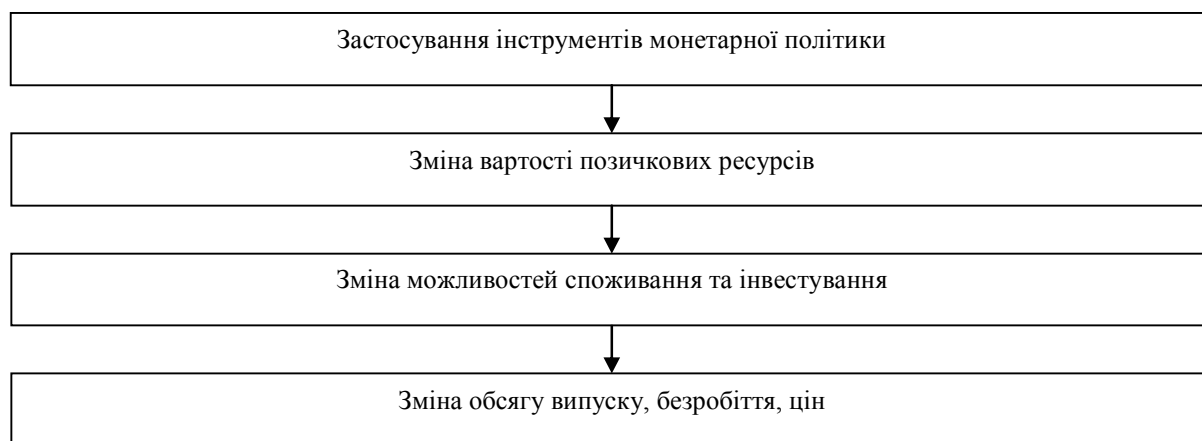 Застосування інструментів монетарної політики
Зміна вартості позичкових ресурсів
Зміна можливостей споживання та інвестування
Зміна обсягу випуску, безробіття, цін